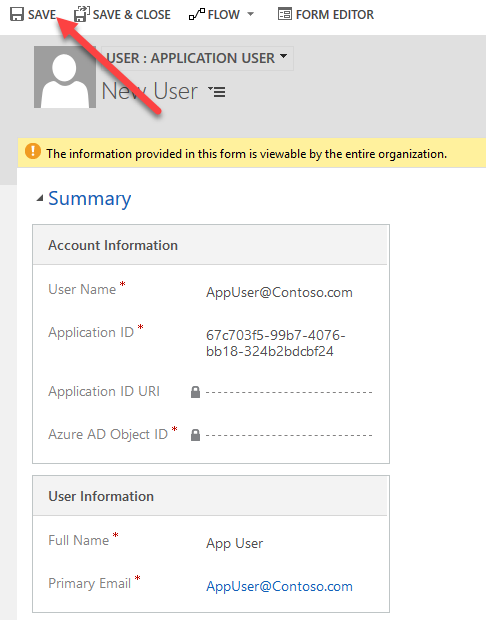 SAVE SAVE & CLOSE FLOW FORM EDITOR
USER : APPLICATION USER
New User
The information provided in this form is viewable by the entire organization.
Summary
Account Information
User Name * AppUser@Contoso.com
Application ID * 67c703f5-99b7-4076-
bb18-324b2bdcbf24
Application ID URI
Azure AD Object ID *
User Information
Full Name * App User
Primary Email * AppUser@Contoso.com